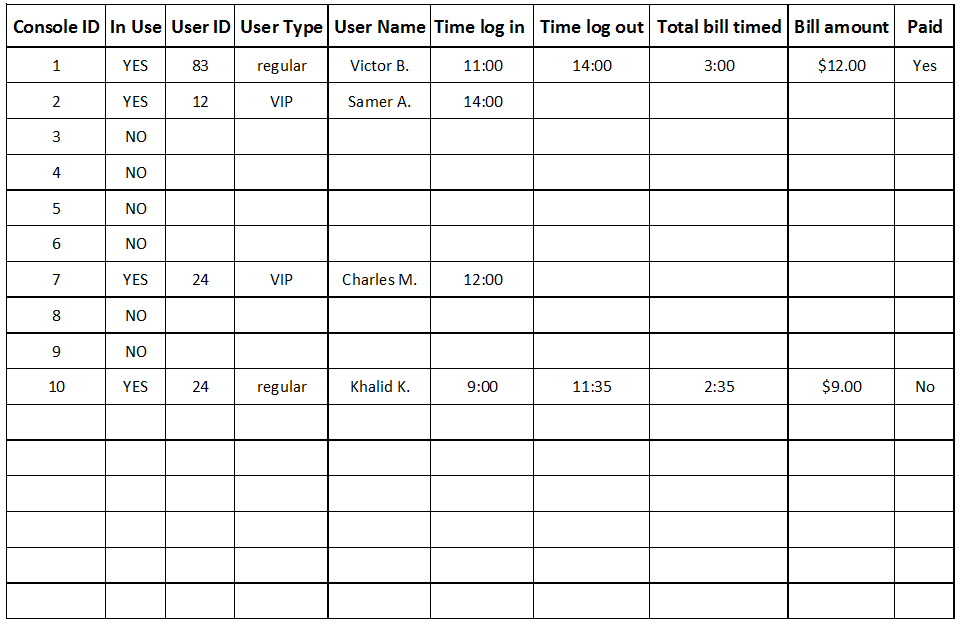 Console ID In Use User ID User Type User Name Time log in Time log out Total bill timed Bill amount Paid
1 YES 83 regular Victor B. 11:00 14:00 3:00 $12.00 Yes
2 YES 12 VIP Samer A. 14:00
3 NO
4 NO
5 NO
6 NO
7 YES 24 VIP Charles M. 12:00
8 NO
9 NO
10 YES 24 regular Khalid K. 9:00 11:35 2:35 $9.00 No